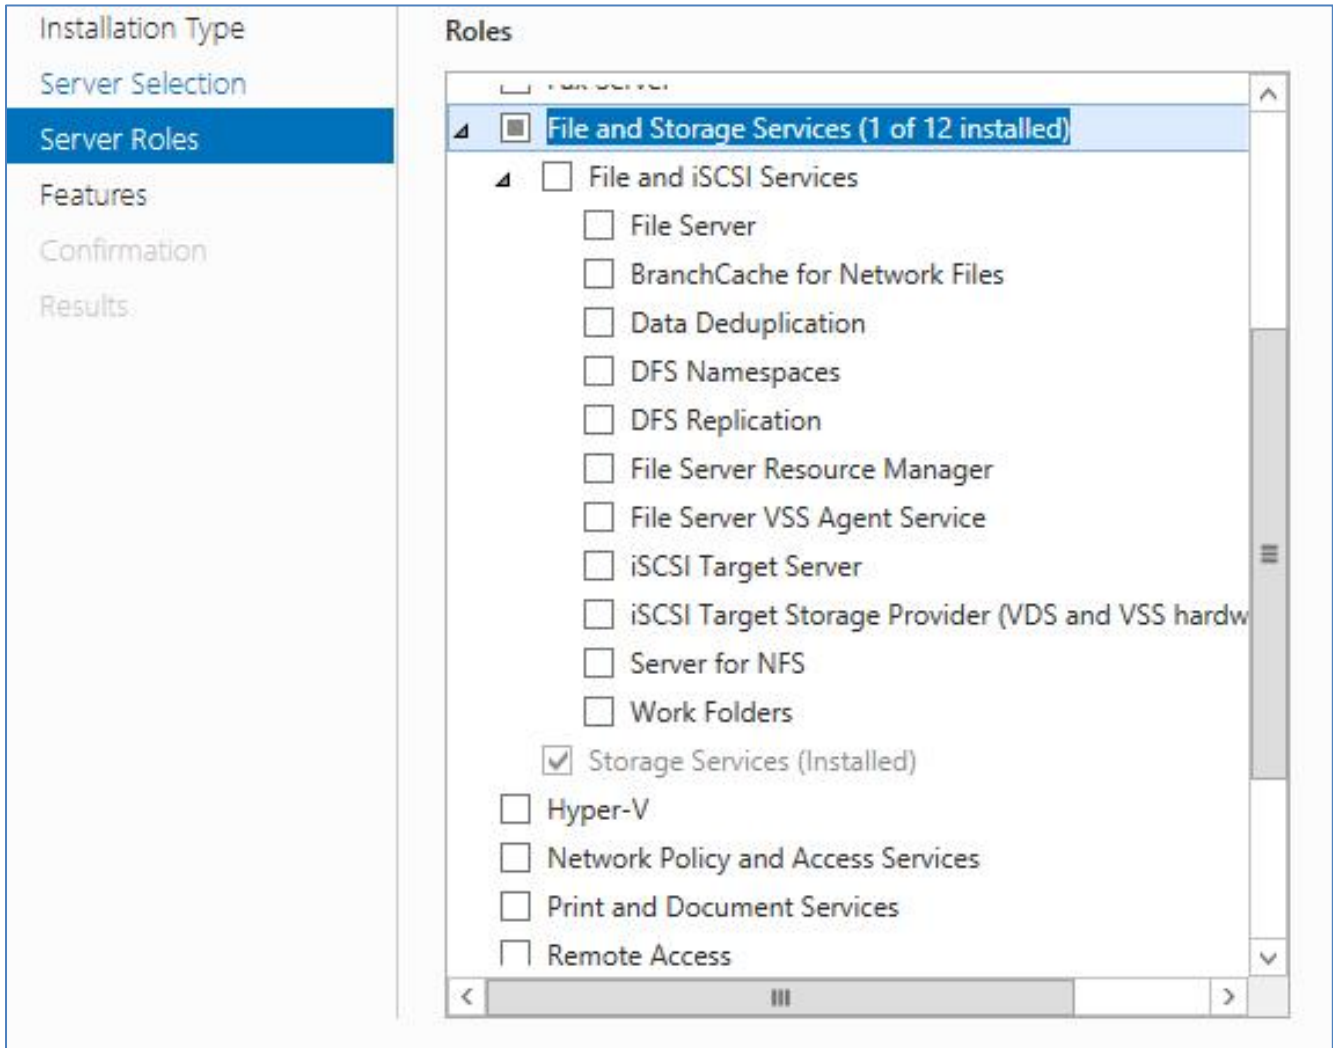 Installation Type
Server Selection
Server Roles
Features
Confirmation
Results
Roles
Fax Server
File and Storage Services (1 of 12 installed)
File and iSCSI Services
File Server
BranchCache for Network Files
Data Deduplication
DFS Namespaces
DFS Replication
File Server Resource Manager
File Server VSS Agent Service
iSCSI Target Server
iSCSI Target Storage Provider (VDS and VSS hardw
Server for NFS
Work Folders
Storage Services (Installed)
Hyper-V
Network Policy and Access Services
Print and Document Services
Remote Access